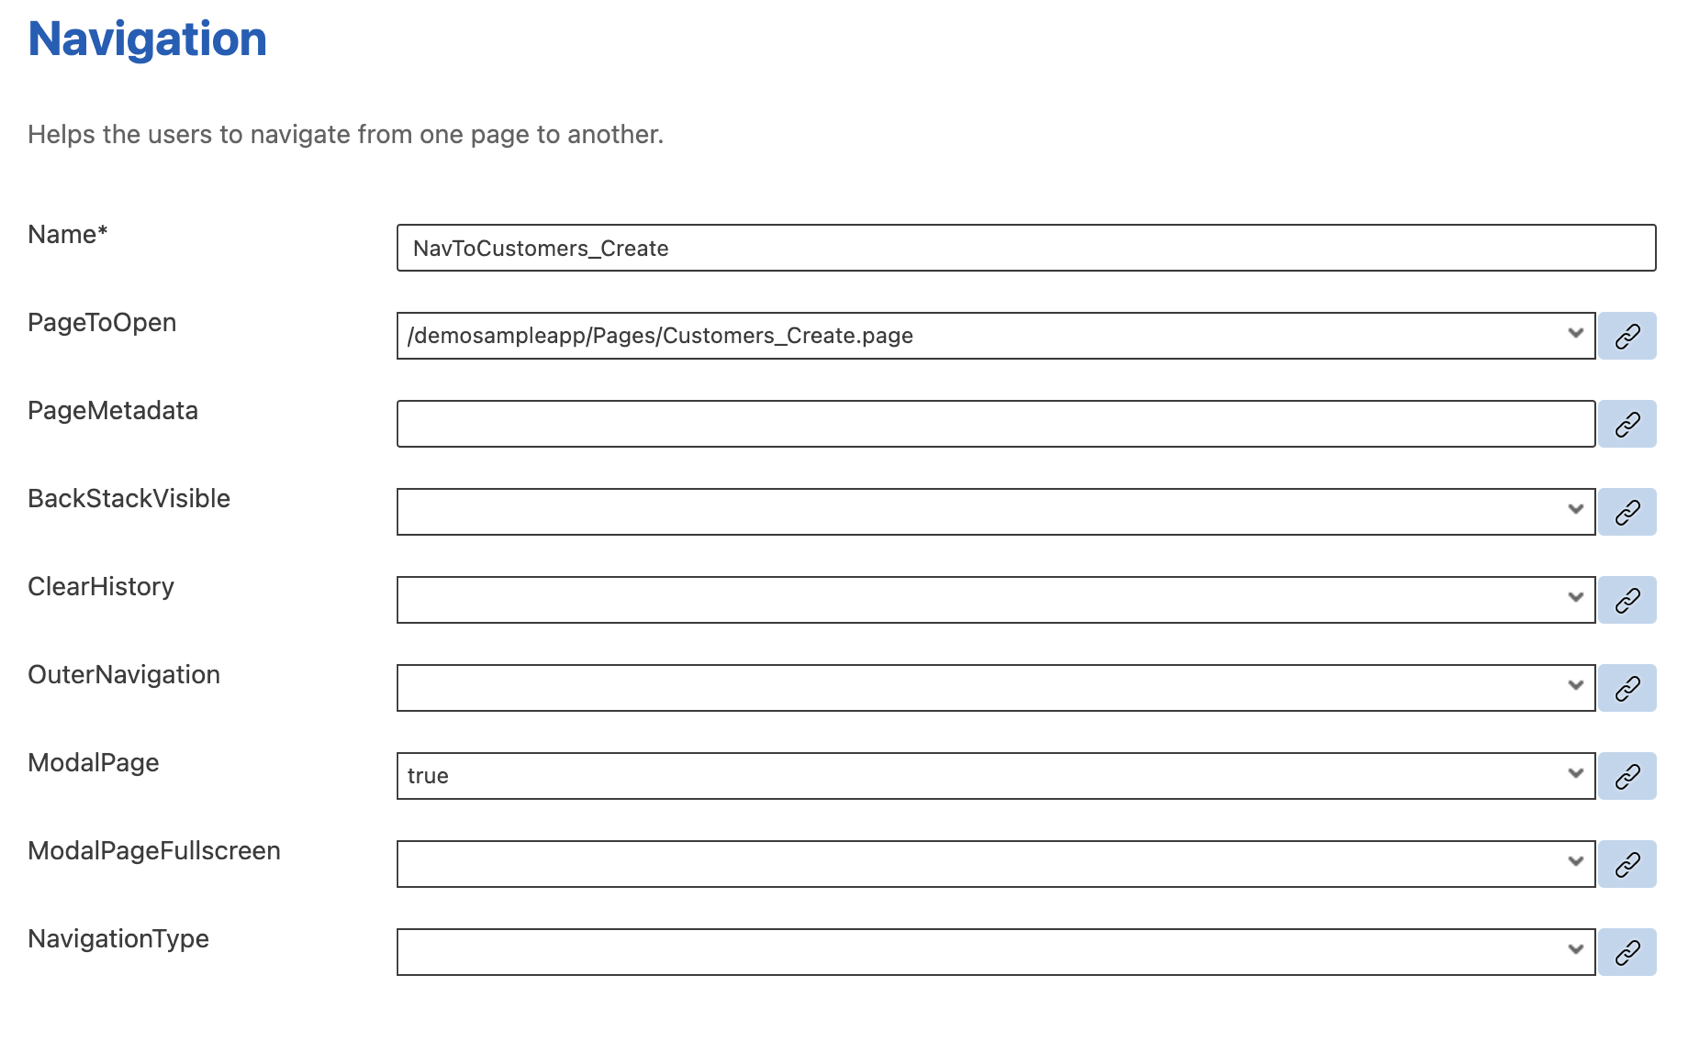 Navigation
Helps the users to navigate from one page to another.
Name*
NavToCustomers_Create
PageToOpen
/demosampleapp/Pages/Customers_Create.page
PageMetadata
BackStackVisible
ClearHistory
OuterNavigation
ModalPage
true
ModalPageFullscreen
NavigationType